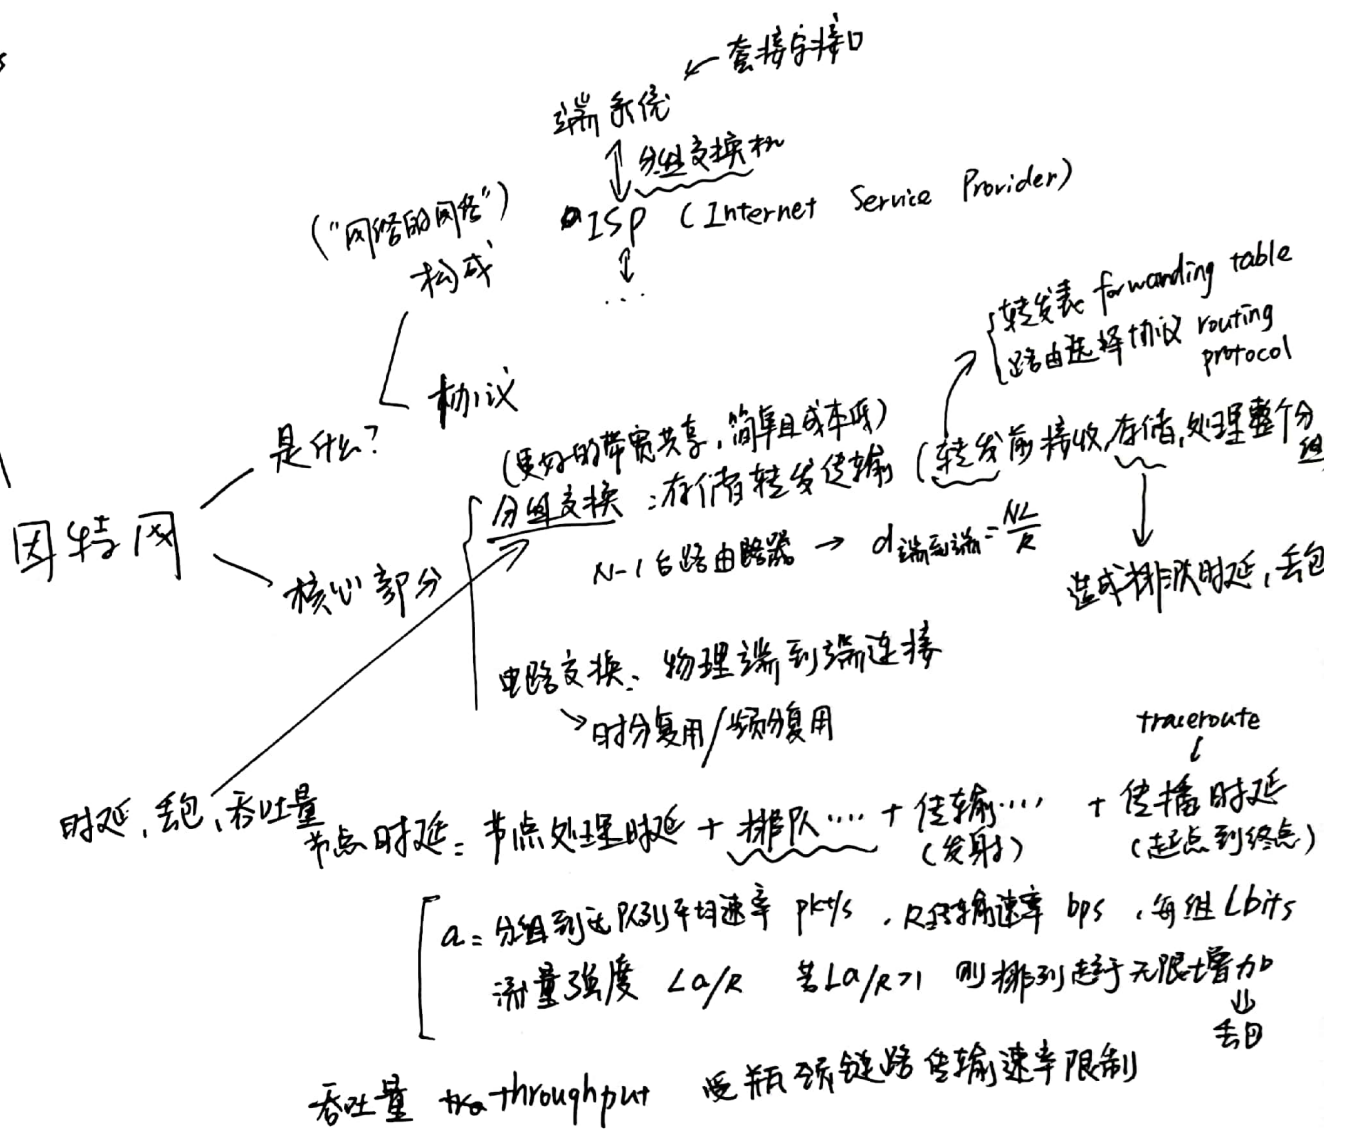 套接字接口
端系统
分组交换机
("网络的网络")
ISP (Internet Service Provider)
构成
...
转发表 forwarding table
路由选择协议 routing protocol
协议
是什么?
(更好的带宽共享,简单且成本低)
分组交换:存储转发传输 (转发前接收,存储,处理整个分组
因特网
N-1台路由路器 → d端到端=NL/R
核心部分
造成排队时延,丢包
电路交换: 物理端到端连接
时分复用/频分复用
traceroute
时延,丢包,吞吐量
节点时延=节点处理时延 + 排队.... + 传输.... + 传播时延
(发射) (起点到终点)
a=分组到达队列平均速率 pkt/s ,R传输速率 bps ,每组Lbits
流量强度 La/R 若La/R>1 则排列趋于无限增加
丢包
吞吐量 throughput 受瓶颈链路传输速率限制